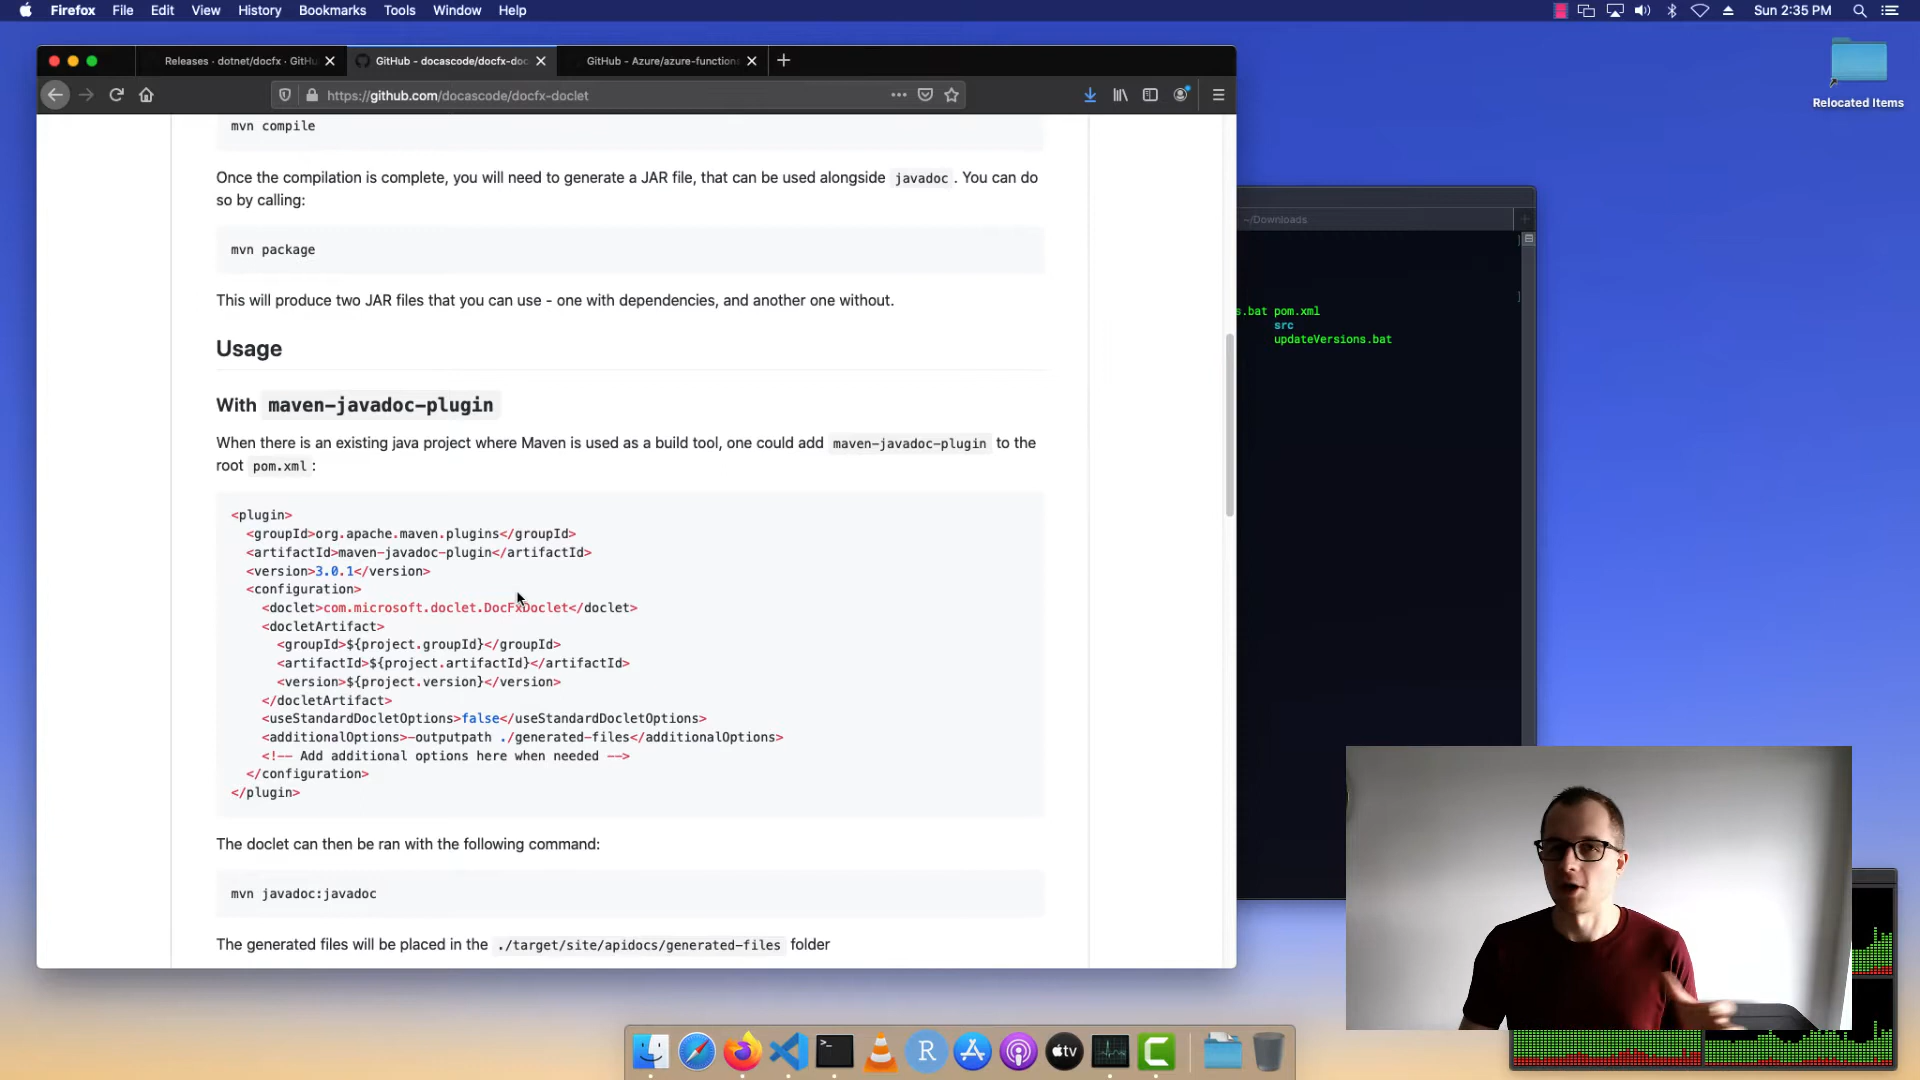 Firefox File Edit View History Bookmarks Tools Window Help
Sun 2:35 PM
Relocated Items
Releases · dotnet/docfx · GitHu
GitHub - docascode/docfx-doc
GitHub - Azure/azure-function
https://github.com/docascode/docfx-doclet
~/Downloads
s.bat pom.xml
src
updateVersions.bat
mvn compile
Once the compilation is complete, you will need to generate a JAR file, that can be used alongside javadoc . You can do
so by calling:
mvn package
This will produce two JAR files that you can use - one with dependencies, and another one without.
Usage
With maven-javadoc-plugin
When there is an existing java project where Maven is used as a build tool, one could add maven-javadoc-plugin to the
root pom.xml :
<plugin>
<groupId>org.apache.maven.plugins</groupId>
<artifactId>maven-javadoc-plugin</artifactId>
<version>3.0.1</version>
<configuration>
<doclet>com.microsoft.doclet.DocFxDoclet</doclet>
<docletArtifact>
<groupId>${project.groupId}</groupId>
<artifactId>${project.artifactId}</artifactId>
<version>${project.version}</version>
</docletArtifact>
<useStandardDocletOptions>false</useStandardDocletOptions>
<additionalOptions>-outputpath ./generated-files</additionalOptions>
<!-- Add additional options here when needed -->
</configuration>
</plugin>
The doclet can then be ran with the following command:
mvn javadoc:javadoc
The generated files will be placed in the ./target/site/apidocs/generated-files folder
R
tv
C